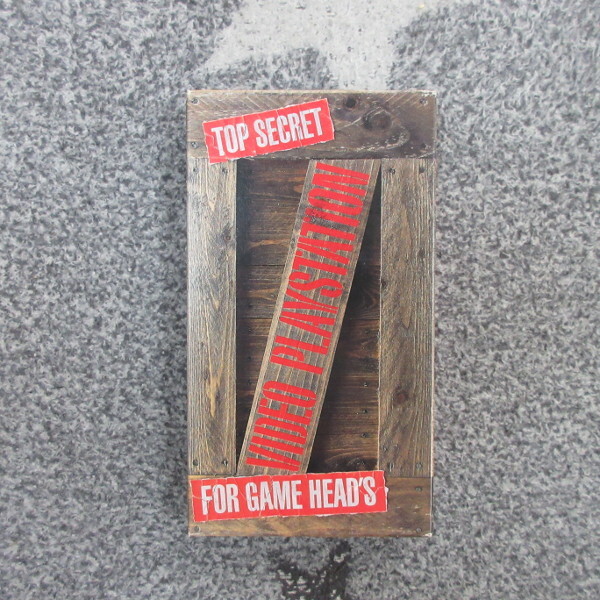 TOP SECRET
VIDEO PLAYSTATION
FOR GAME HEAD'S